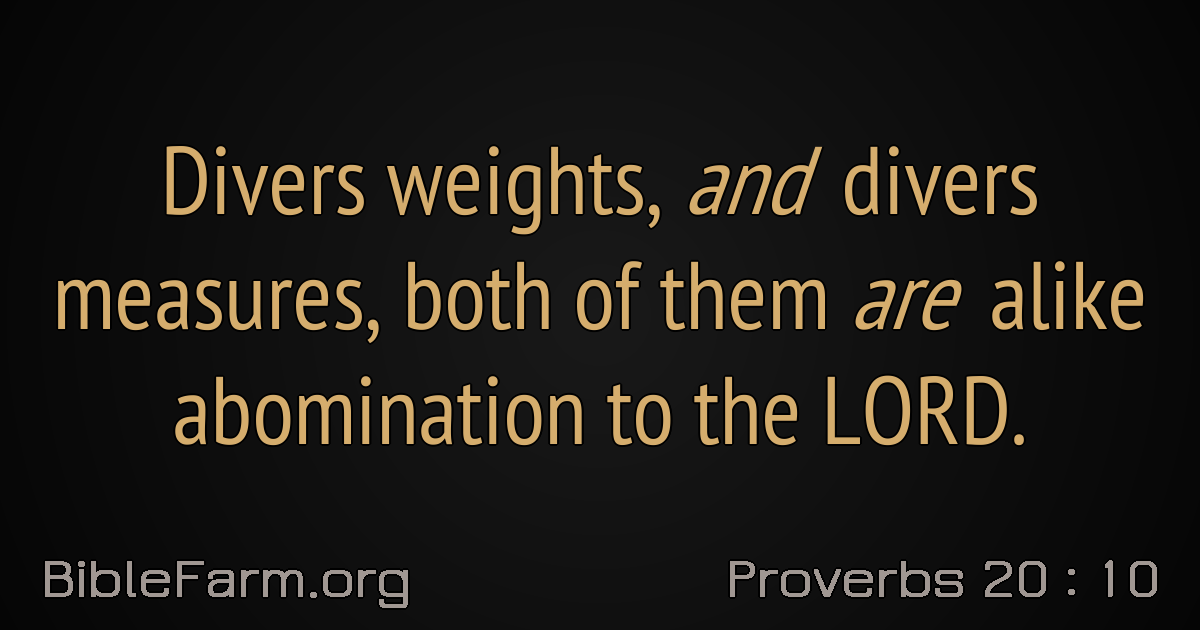 Divers weights, and divers
measures, both of them are alike
abomination to the LORD.
BibleFarm.org
Proverbs 20 : 10